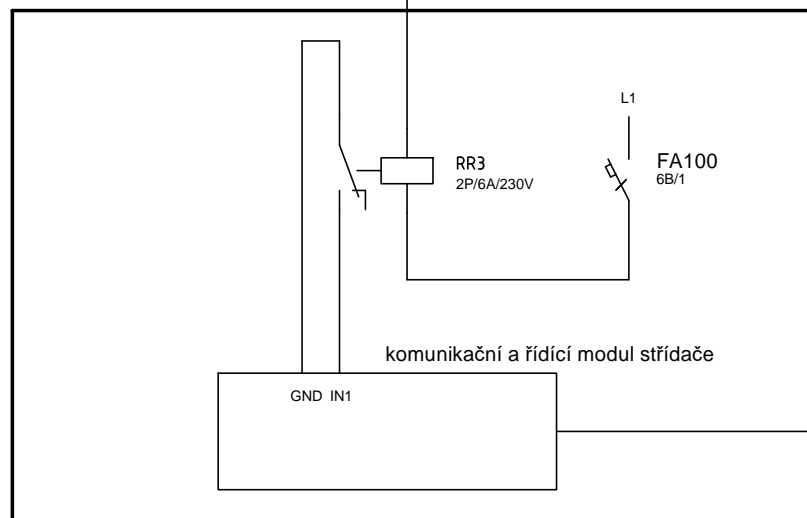 L1
RR3
2P/6A/230V
FA100
6B/1
komunikační a řídící modul střídače
GND IN1